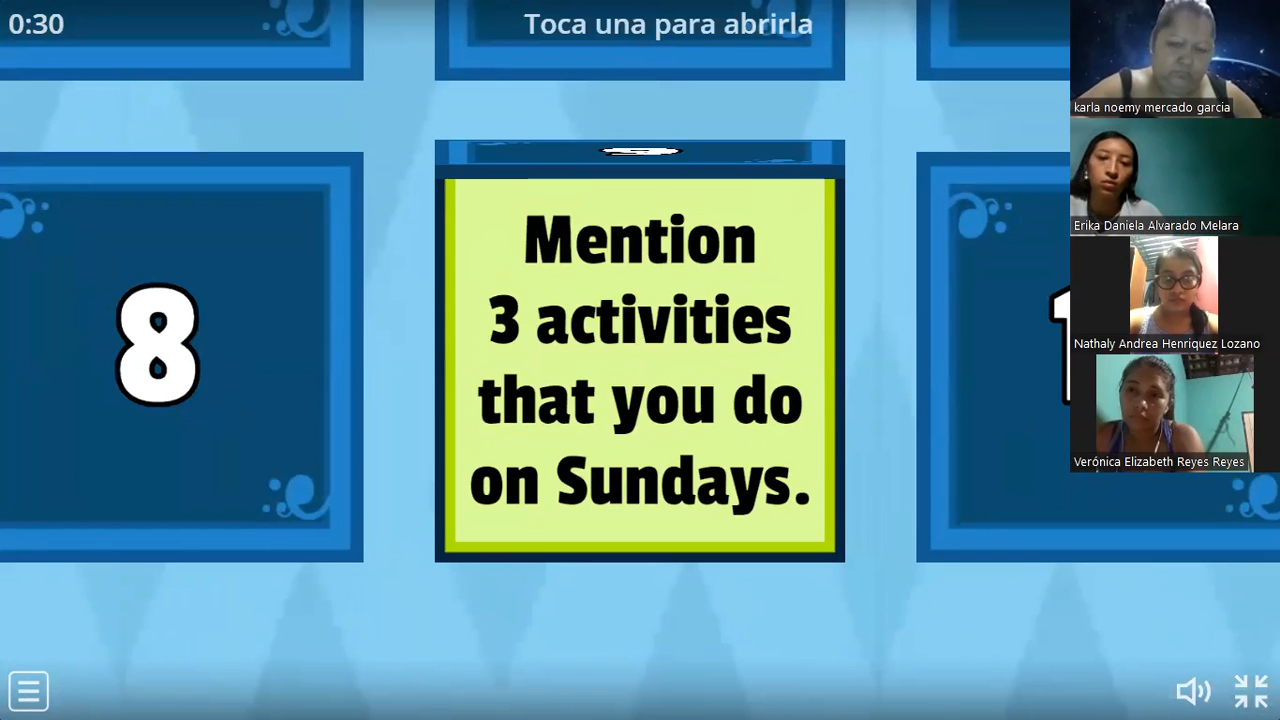 0:30
Toca una para abrirla
karla noemy mercado garcia
Erika Daniela Alvarado Melara
Nathaly Andrea Henriquez Lozano
Verónica Elizabeth Reyes Reyes
8
Mention
3 activities
that you do
on Sundays.